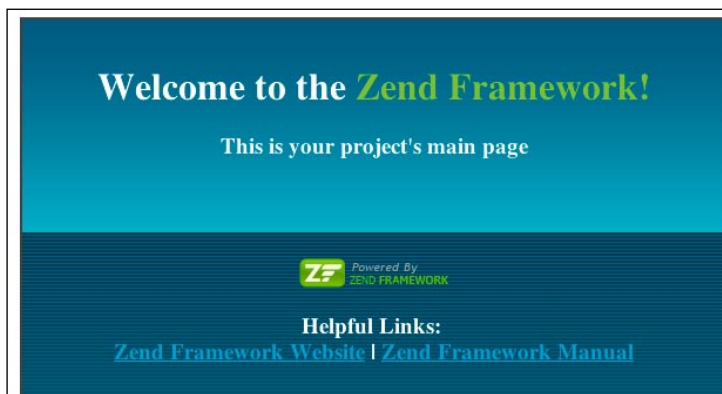 Welcome to the Zend Framework!
This is your project's main page
ZF Powered By
ZEND FRAMEWORK
Helpful Links:
Zend Framework Website | Zend Framework Manual